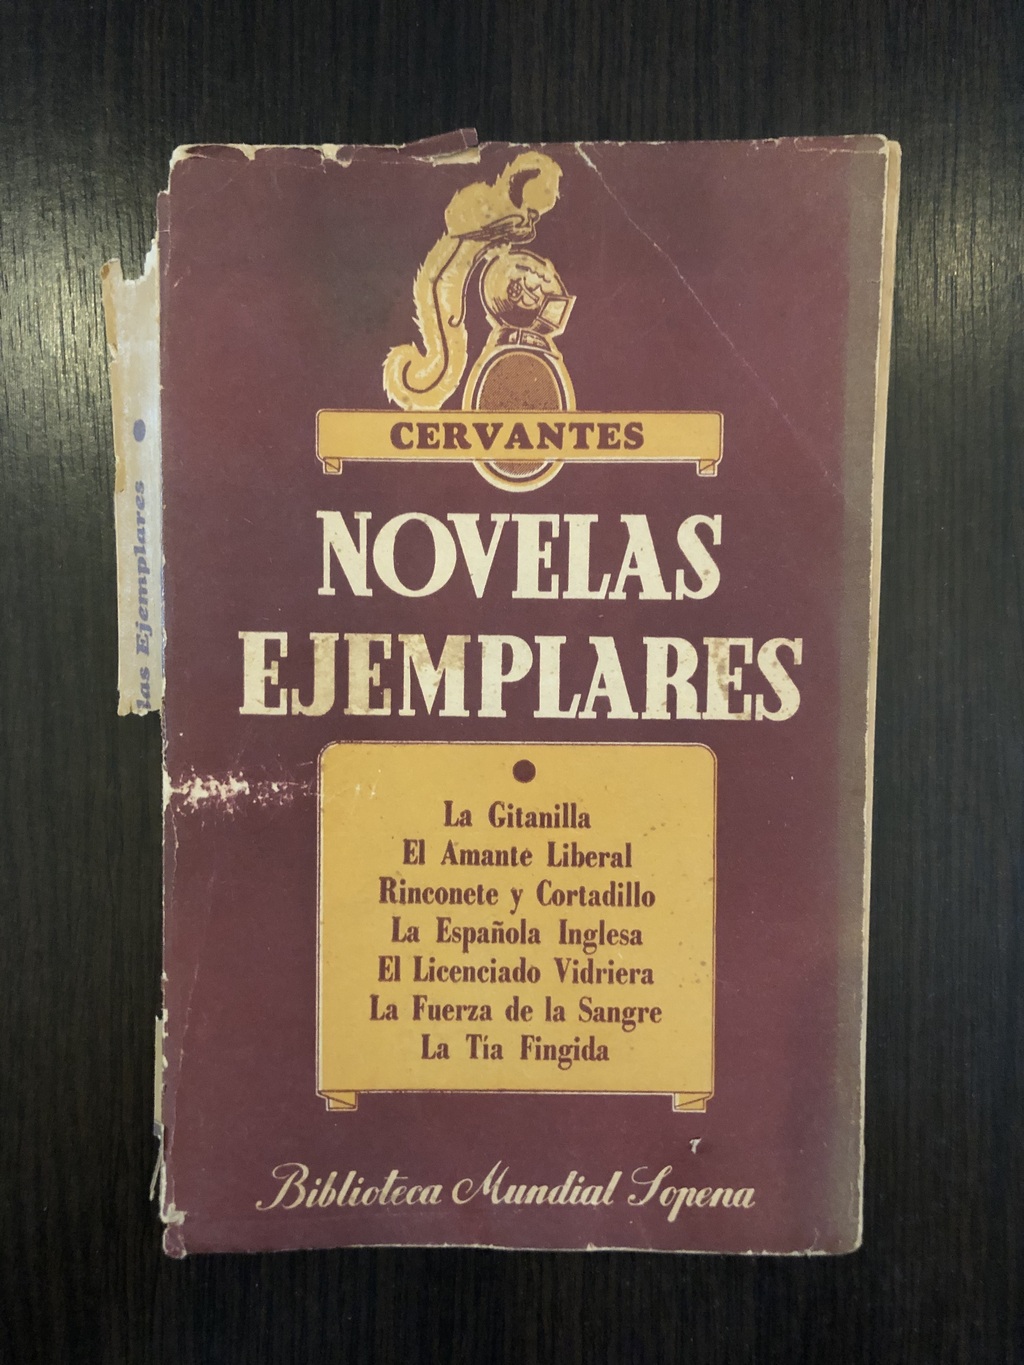 CERVANTES
NOVELAS
EJEMPLARES
La Gitanilla
El Amante Liberal
Rinconete y Cortadillo
La Española Inglesa
El Licenciado Vidriera
La Fuerza de la Sangre
La Tía Fingida
Biblioteca Mundial Sopena
las Ejemplares